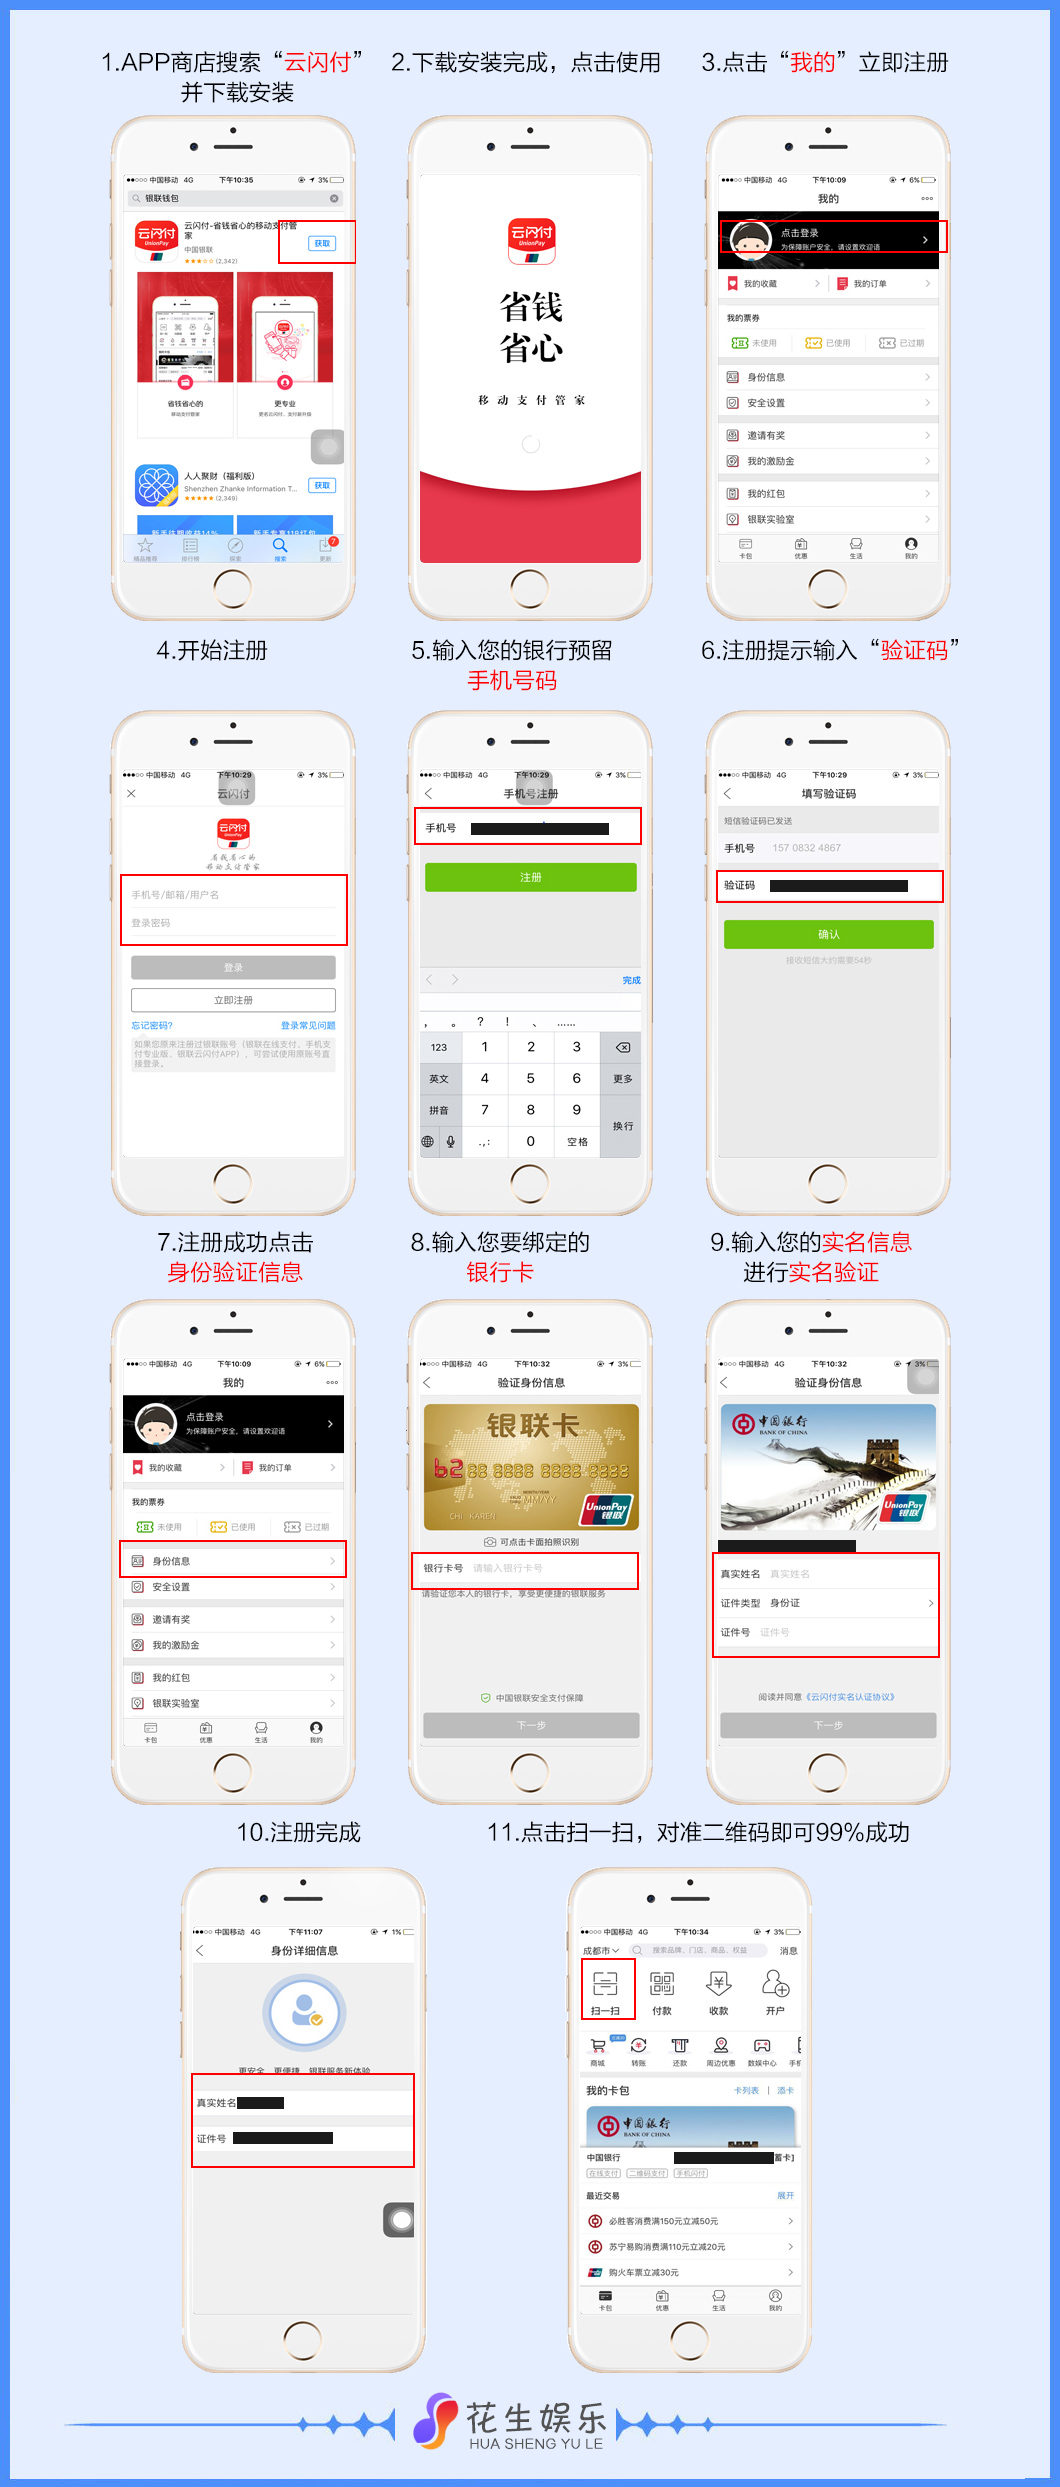 1.APP商店搜索“云闪付”
并下载安装
2.下载安装完成，点击使用
3.点击“我的”立即注册
中国移动 4G 下午10:35 3%
银联钱包
云闪付-省钱省心的移动支付管
家
中国银联
(2,342)
获取
省钱省心的
移动支付管家
更专业
更名云闪付，支付新升级
人人聚财（福利版）
Shenzhen Zhanke Information T...
(2,349)
获取
精品推荐 排行榜 探索 搜索 更新
7
云闪付
UnionPay
省钱
省心
移动支付管家
中国移动 4G 下午10:09 6%
我的
点击登录
为保障账户安全，请设置欢迎语
我的收藏 我的订单
我的票券
未使用 已使用 已过期
身份信息
安全设置
邀请有奖
我的激励金
我的红包
银联实验室
卡包 优惠 生活 我的
4.开始注册
5.输入您的银行预留
手机号码
6.注册提示输入“验证码”
中国移动 4G 下午10:29 3%
云闪付
云闪付
UnionPay
省钱省心的
移动支付管家
手机号/邮箱/用户名
登录密码
登录
立即注册
忘记密码? 登录常见问题
如果您原来注册过银联账号（银联在线支付、手机支
付专业版、银联云闪付APP），可尝试使用原账号直
接登录。
中国移动 4G 下午10:29 3%
手机号注册
手机号
注册
完成
， 。 ? ! 、 ……
123 1 2 3
英文 4 5 6 更多
拼音 7 8 9 换行
.,: 0 空格
中国移动 4G 下午10:29 3%
填写验证码
短信验证码已发送
手机号 157 0832 4867
验证码
确认
接收短信大约需要54秒
7.注册成功点击
身份验证信息
8.输入您要绑定的
银行卡
9.输入您的实名信息
进行实名验证
中国移动 4G 下午10:09 6%
我的
点击登录
为保障账户安全，请设置欢迎语
我的收藏 我的订单
我的票券
未使用 已使用 已过期
身份信息
安全设置
邀请有奖
我的激励金
我的红包
银联实验室
卡包 优惠 生活 我的
中国移动 4G 下午10:32 3%
验证身份信息
银联卡
62 88 8888 8888 8888
MONTH/YEAR
MM/YY
CHI KAREN
UnionPay
银联
可点击卡面拍照识别
银行卡号 请输入银行卡号
请验证您本人的银行卡，享受更便捷的银联服务
中国银联安全支付保障
下一步
中国移动 4G 下午10:32 3%
验证身份信息
中国银行
BANK OF CHINA
UnionPay
银联
真实姓名 真实姓名
证件类型 身份证
证件号 证件号
阅读并同意《云闪付实名认证协议》
下一步
10.注册完成
11.点击扫一扫，对准二维码即可99%成功
中国移动 4G 下午11:07 1%
身份详细信息
更安全、更便捷，银联服务新体验
真实姓名
证件号
中国移动 4G 下午10:34 3%
成都市 搜索品牌、门店、商品、权益 消息
扫一扫 付款 收款 开户
商城 转账 还款 周边优惠 数娱中心
我的卡包 卡列表 | 添卡
中国银行
BANK OF CHINA
中国银行 蓄卡]
在线支付 二维码支付 手机闪付
最近交易 展开
必胜客消费满150元立减50元
苏宁易购消费满110元立减20元
购火车票立减30元
卡包 优惠 生活 我的
花生娱乐
HUA SHENG YU LE